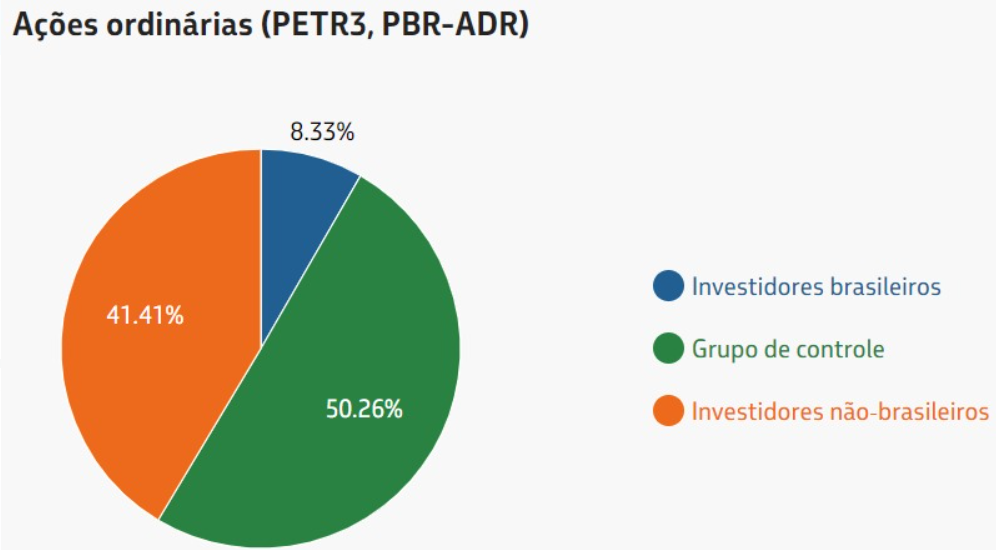 Ações ordinárias (PETR3, PBR-ADR)
8.33%
41.41%
50.26%
Investidores brasileiros
Grupo de controle
Investidores não-brasileiros